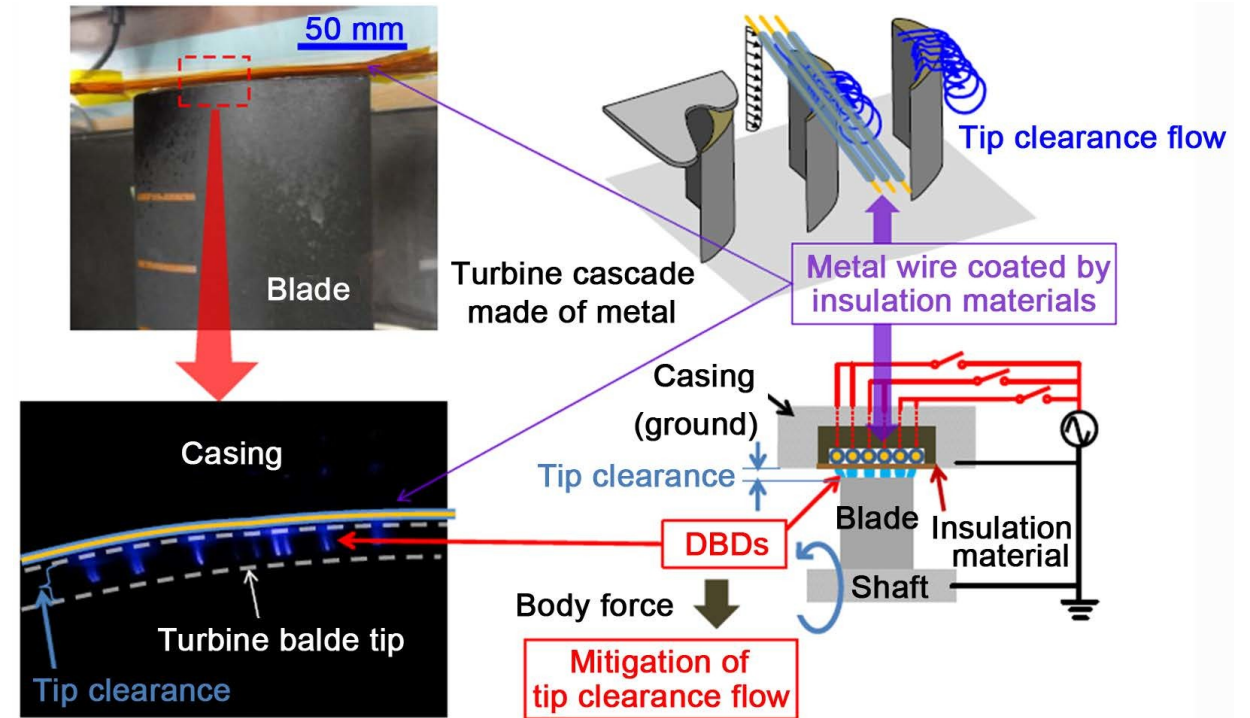 50 mm
Blade
Turbine cascade
made of metal
Tip clearance flow
Metal wire coated by
insulation materials
Casing
(ground)
Tip clearance
Blade
Insulation
material
Shaft
DBDs
Body force
Mitigation of
tip clearance flow
Casing
Turbine balde tip
Tip clearance